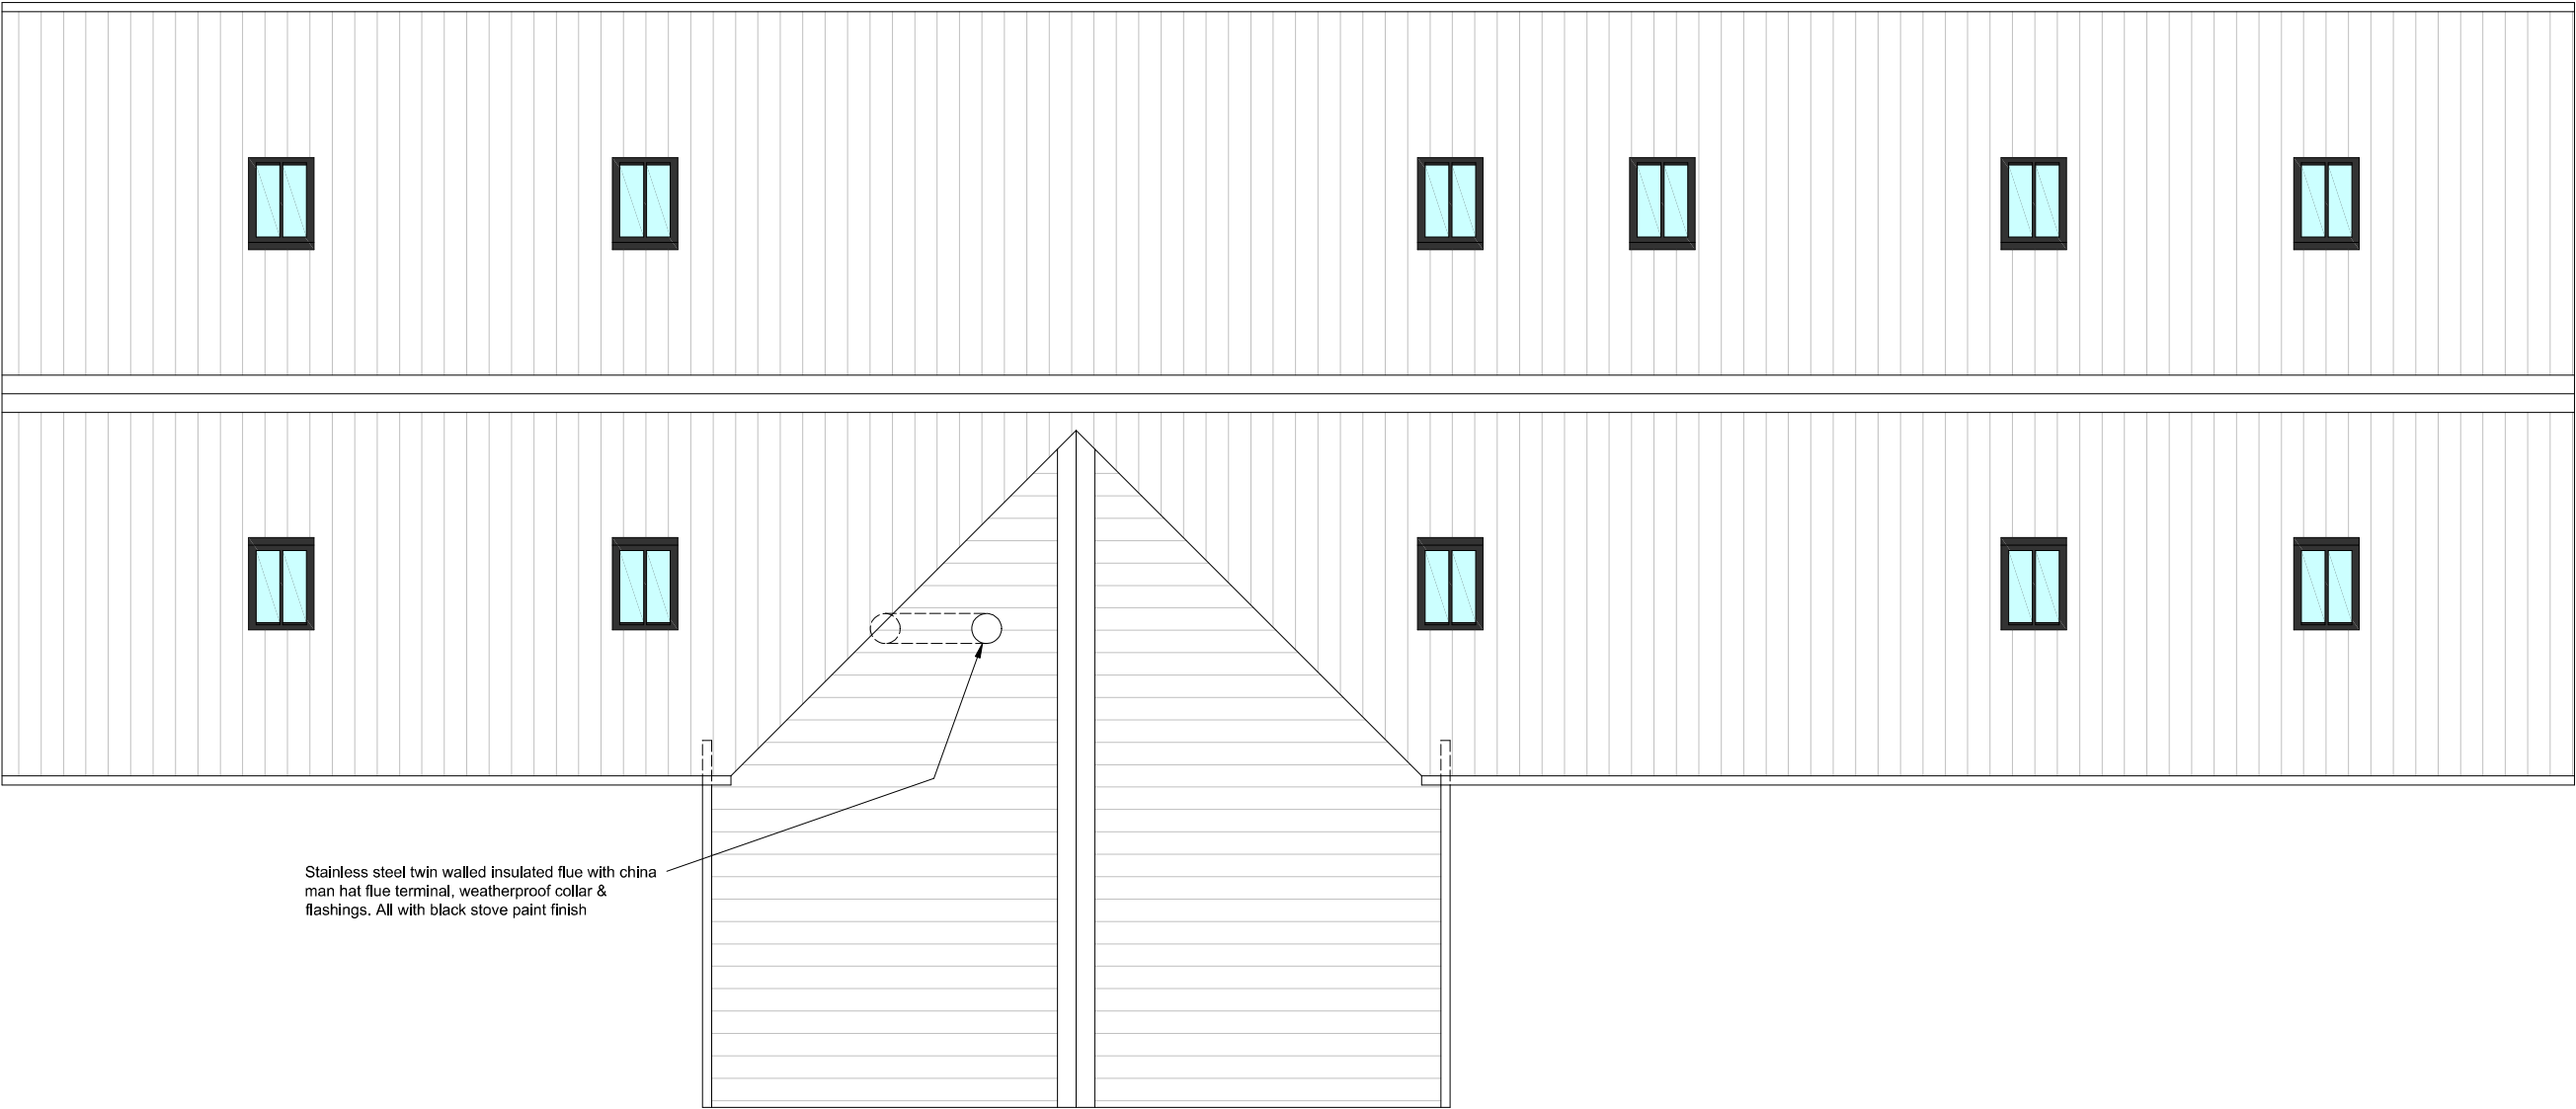 Stainless steel twin walled insulated flue with china
man hat flue terminal, weatherproof collar &
flashings. All with black stove paint finish